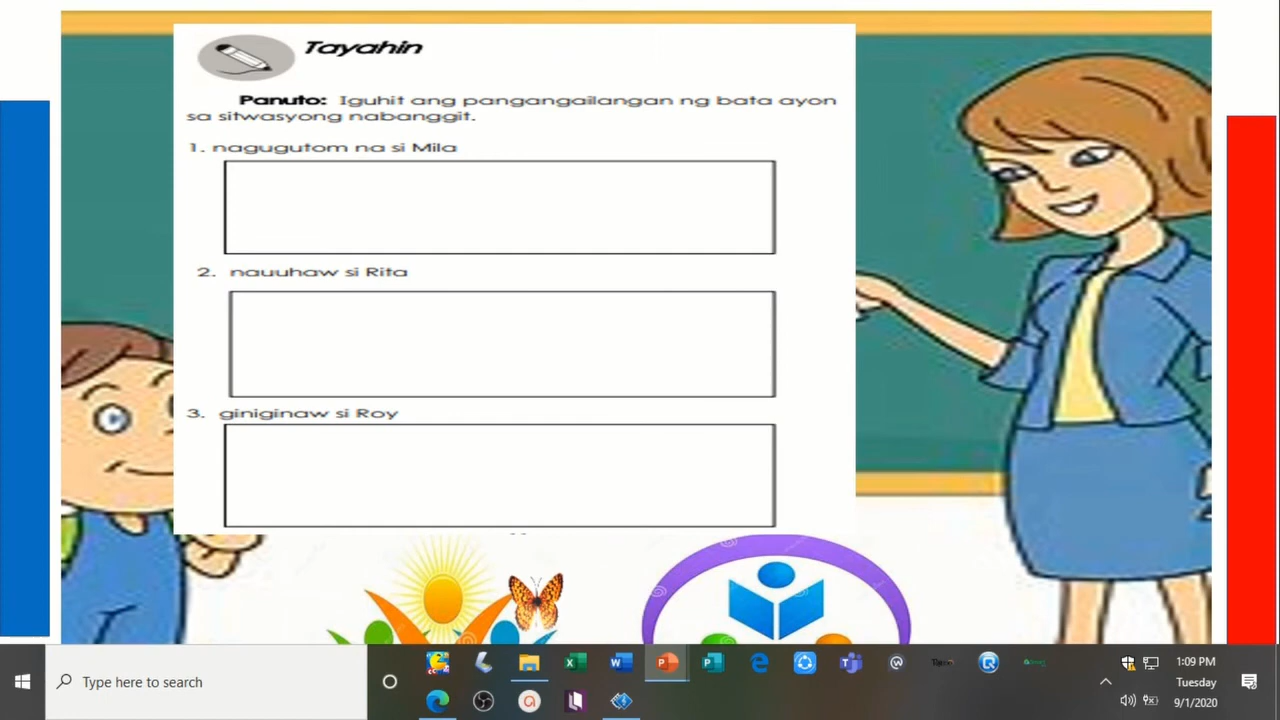 Tayahin
Panuto: Iguhit ang pangangailangan ng bata ayon
sa sitwasyong nabanggit.
1. nagugutom na si Mila
2. nauuhaw si Rita
3. giniginaw si Roy
Type here to search
1:09 PM
Tuesday
9/1/2020